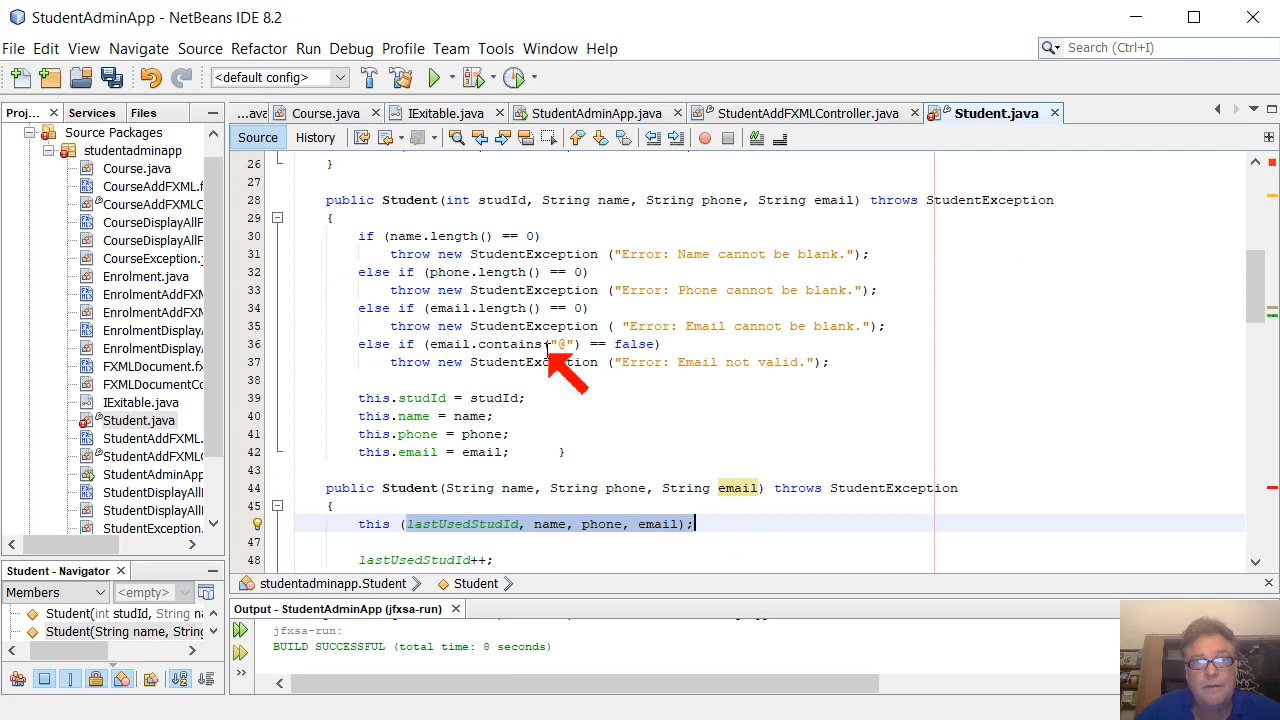 StudentAdminApp - NetBeans IDE 8.2
File Edit View Navigate Source Refactor Run Debug Profile Team Tools Window Help
Search (Ctrl+I)
<default config>
Proj... Services Files
...av Course.java IExitable.java StudentAdminApp.java StudentAddFXMLController.java Student.java
Source History
Source Packages
studentadminapp
Course.java
CourseAddFXML.f
CourseAddFXMLC
CourseDisplayAllF
CourseDisplayAllF
CourseException.j
Enrolment.java
EnrolmentAddFXM
EnrolmentAddFXM
EnrolmentDisplay
EnrolmentDisplay
FXMLDocument.f
FXMLDocumentC
IExitable.java
Student.java
StudentAddFXML.
StudentAddFXMLC
StudentAdminApp
StudentDisplayAll
StudentDisplayAll
StudentException.
26 }
27
28 public Student(int studId, String name, String phone, String email) throws StudentException
29 {
30 if (name.length() == 0)
31 throw new StudentException ("Error: Name cannot be blank.");
32 else if (phone.length() == 0)
33 throw new StudentException ("Error: Phone cannot be blank.");
34 else if (email.length() == 0)
35 throw new StudentException ( "Error: Email cannot be blank.");
36 else if (email.contains("@") == false)
37 throw new StudentException ("Error: Email not valid.");
38
39 this.studId = studId;
40 this.name = name;
41 this.phone = phone;
42 this.email = email; }
43
44 public Student(String name, String phone, String email) throws StudentException
45 {
this (lastUsedStudId, name, phone, email);
47
48 lastUsedStudId++;
studentadminapp.Student Student
Student - Navigator
Members <empty>
Student(int studId, String na
Student(String name, String
Output - StudentAdminApp (jfxsa-run)
jfxsa-run:
BUILD SUCCESSFUL (total time: 8 seconds)